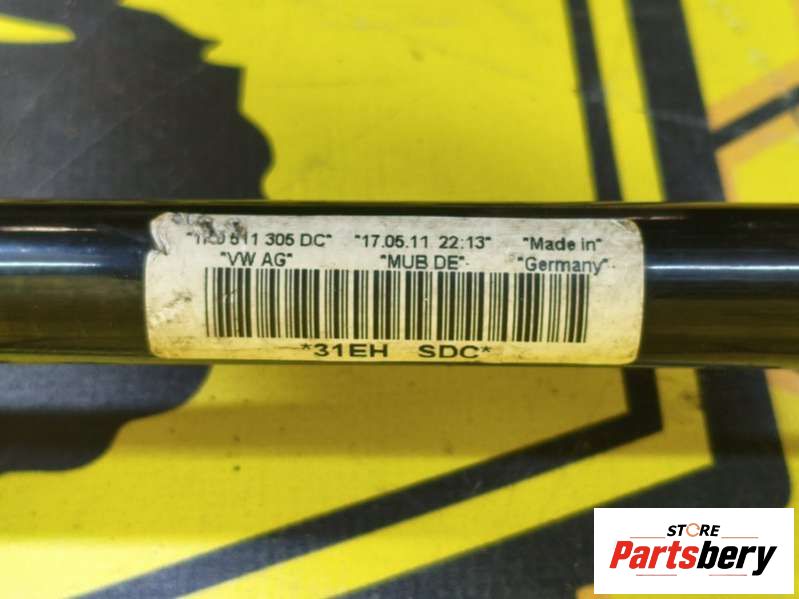 511 305 DC" "17.05.11 22:13" "Made in"
"VW AG" "MUB DE" "Germany"
*31EH SDC*
STORE
Partsbery